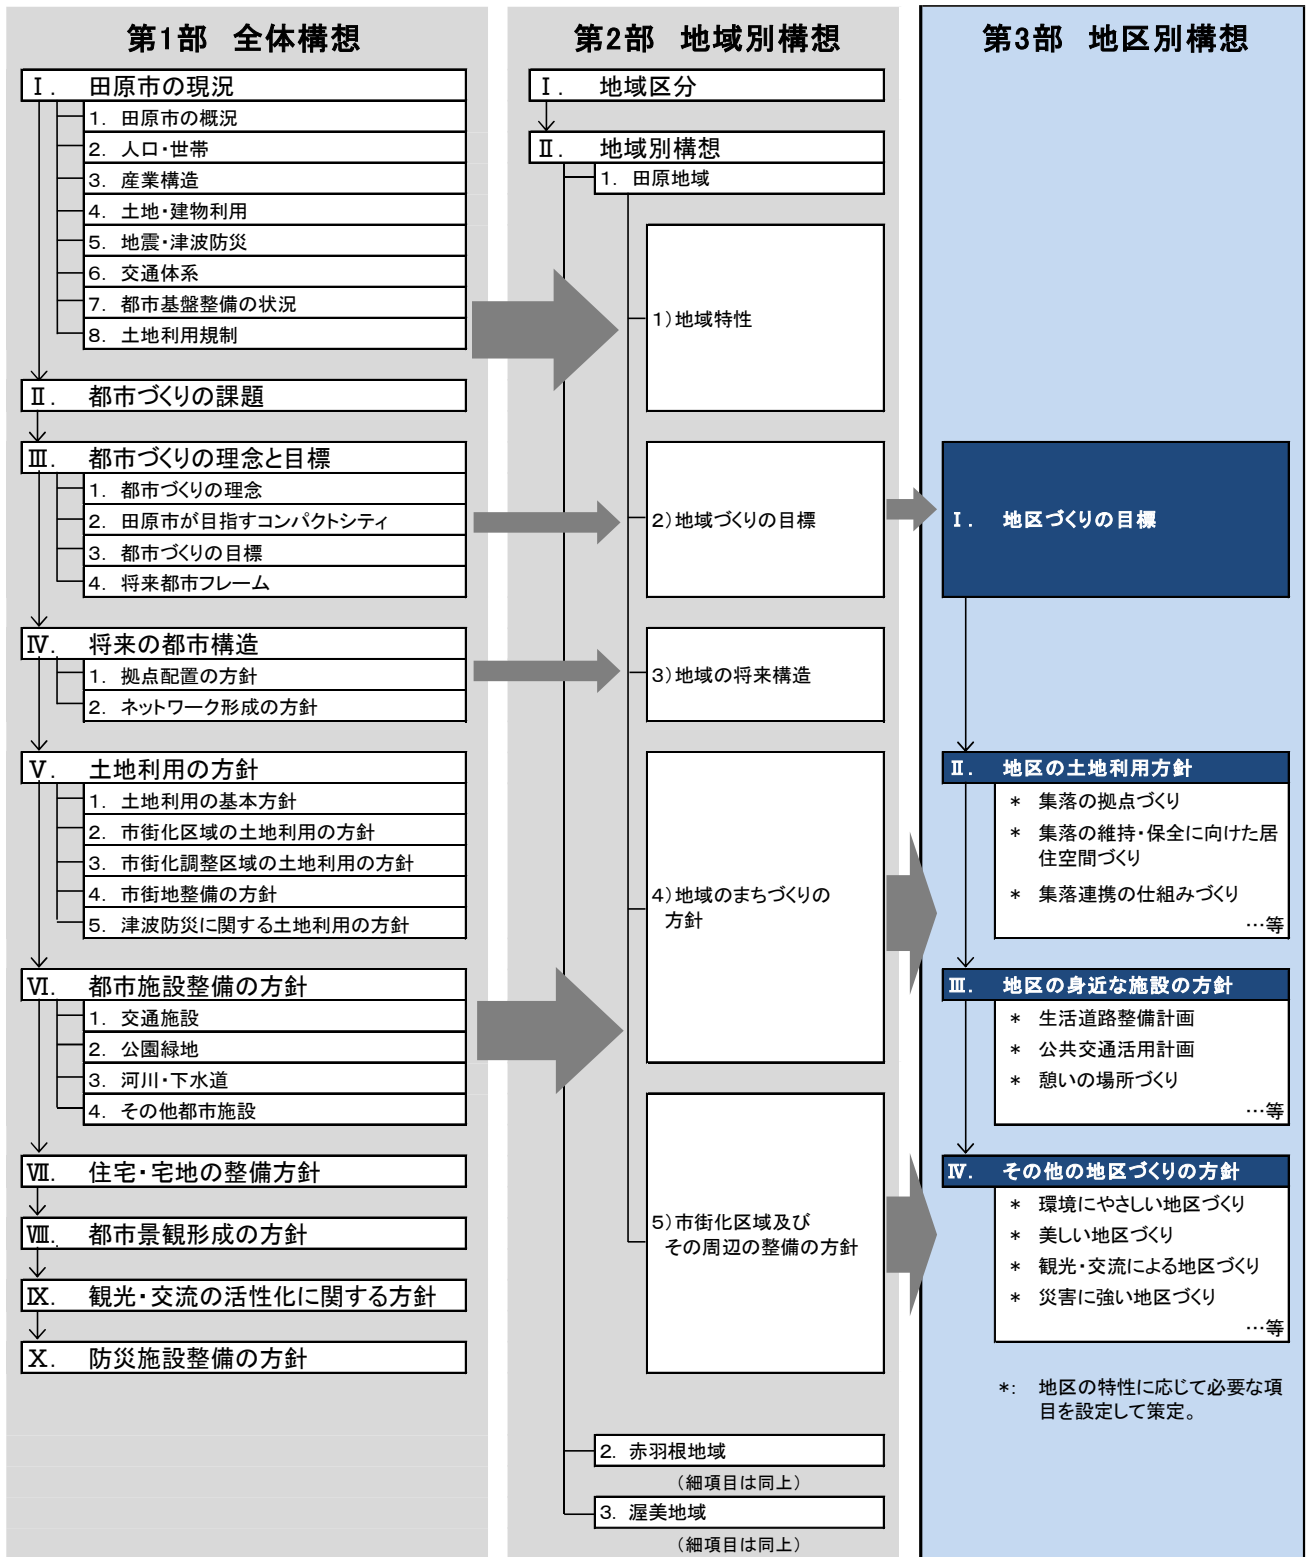 第1部 全体構想
Ⅰ. 田原市の現況
1. 田原市の概況
2. 人口・世帯
3. 産業構造
4. 土地・建物利用
5. 地震・津波防災
6. 交通体系
7. 都市基盤整備の状況
8. 土地利用規制
Ⅱ. 都市づくりの課題
Ⅲ. 都市づくりの理念と目標
1. 都市づくりの理念
2. 田原市が目指すコンパクトシティ
3. 都市づくりの目標
4. 将来都市フレーム
Ⅳ. 将来の都市構造
1. 拠点配置の方針
2. ネットワーク形成の方針
Ⅴ. 土地利用の方針
1. 土地利用の基本方針
2. 市街化区域の土地利用の方針
3. 市街化調整区域の土地利用の方針
4. 市街地整備の方針
5. 津波防災に関する土地利用の方針
Ⅵ. 都市施設整備の方針
1. 交通施設
2. 公園緑地
3. 河川・下水道
4. その他都市施設
Ⅶ. 住宅・宅地の整備方針
Ⅷ. 都市景観形成の方針
Ⅸ. 観光・交流の活性化に関する方針
Ⅹ. 防災施設整備の方針
第2部 地域別構想
Ⅰ. 地域区分
Ⅱ. 地域別構想
1. 田原地域
1)地域特性
2)地域づくりの目標
3)地域の将来構造
4)地域のまちづくりの
方針
5)市街化区域及び
その周辺の整備の方針
2. 赤羽根地域
(細項目は同上)
3. 渥美地域
(細項目は同上)
第3部 地区別構想
Ⅰ. 地区づくりの目標
Ⅱ. 地区の土地利用方針
* 集落の拠点づくり
* 集落の維持・保全に向けた居
住空間づくり
* 集落連携の仕組みづくり
…等
Ⅲ. 地区の身近な施設の方針
* 生活道路整備計画
* 公共交通活用計画
* 憩いの場所づくり
…等
Ⅳ. その他の地区づくりの方針
* 環境にやさしい地区づくり
* 美しい地区づくり
* 観光・交流による地区づくり
* 災害に強い地区づくり
…等
*: 地区の特性に応じて必要な項
目を設定して策定。